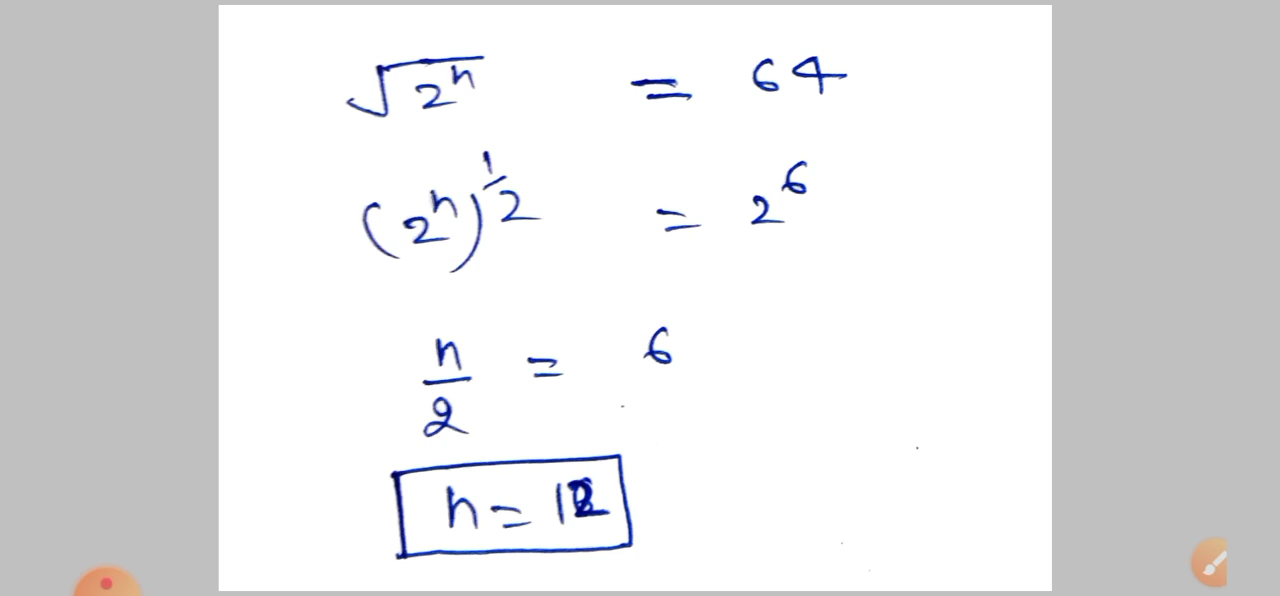 √2ⁿ = 64
(2ⁿ)^½ = 2⁶
n/2 = 6
n = 12